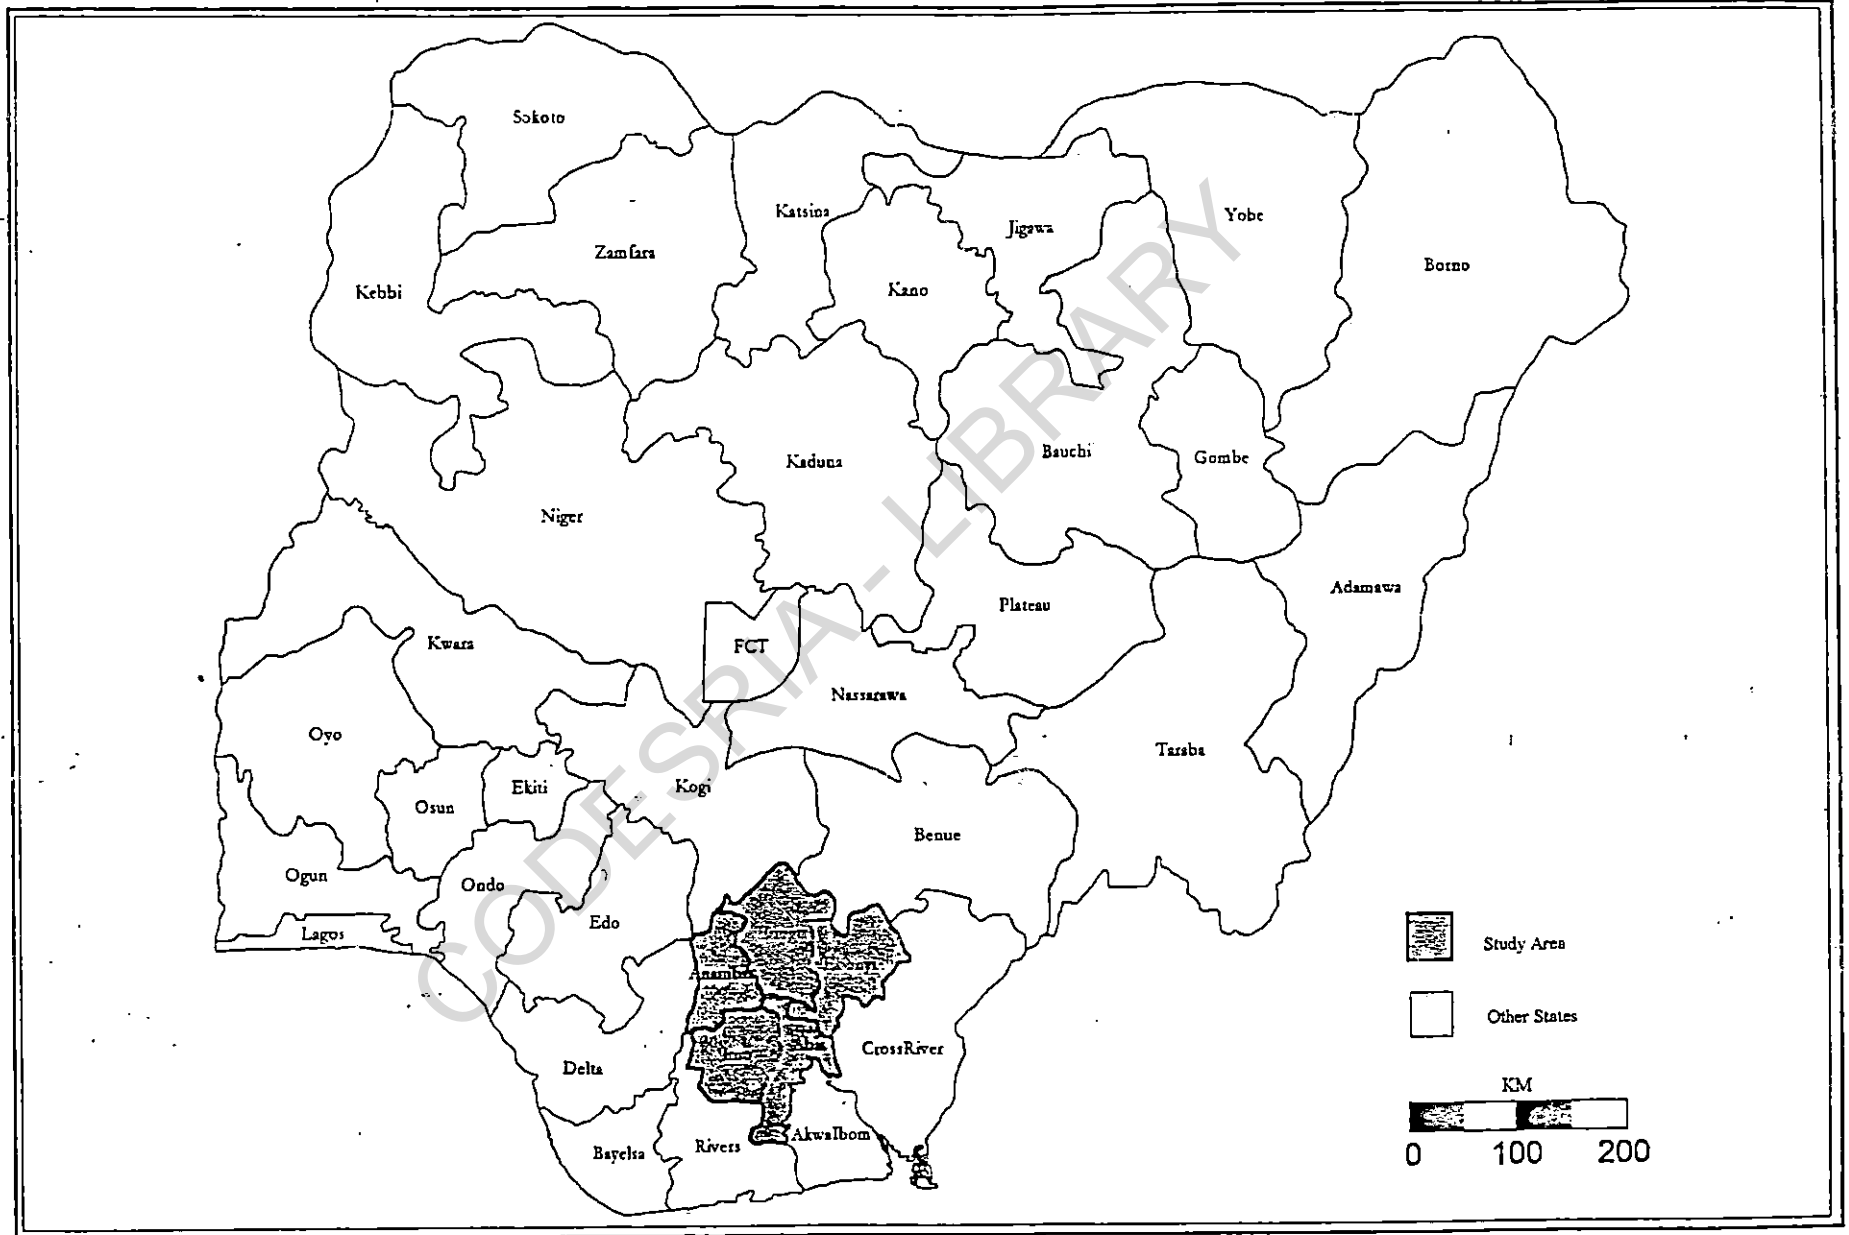 Sokoto
Katsina
Zamfara
Jigawa
Yobe
Borno
Kebbi
Kano
Kaduna
Bauchi
Gombe
Niger
Adamawa
Plateau
FCT
Kwara
Nassarawa
Oyo
Taraba
Kogi
Ekiti
Osun
Benue
Ogun
Ondo
Edo
Lagos
Anambra
Study Area
Other States
CrossRiver
Abia
Delta
KM
Rivers
AkwaIbom
Bayelsa
0 100 200
CODESRIA - LIBRARY